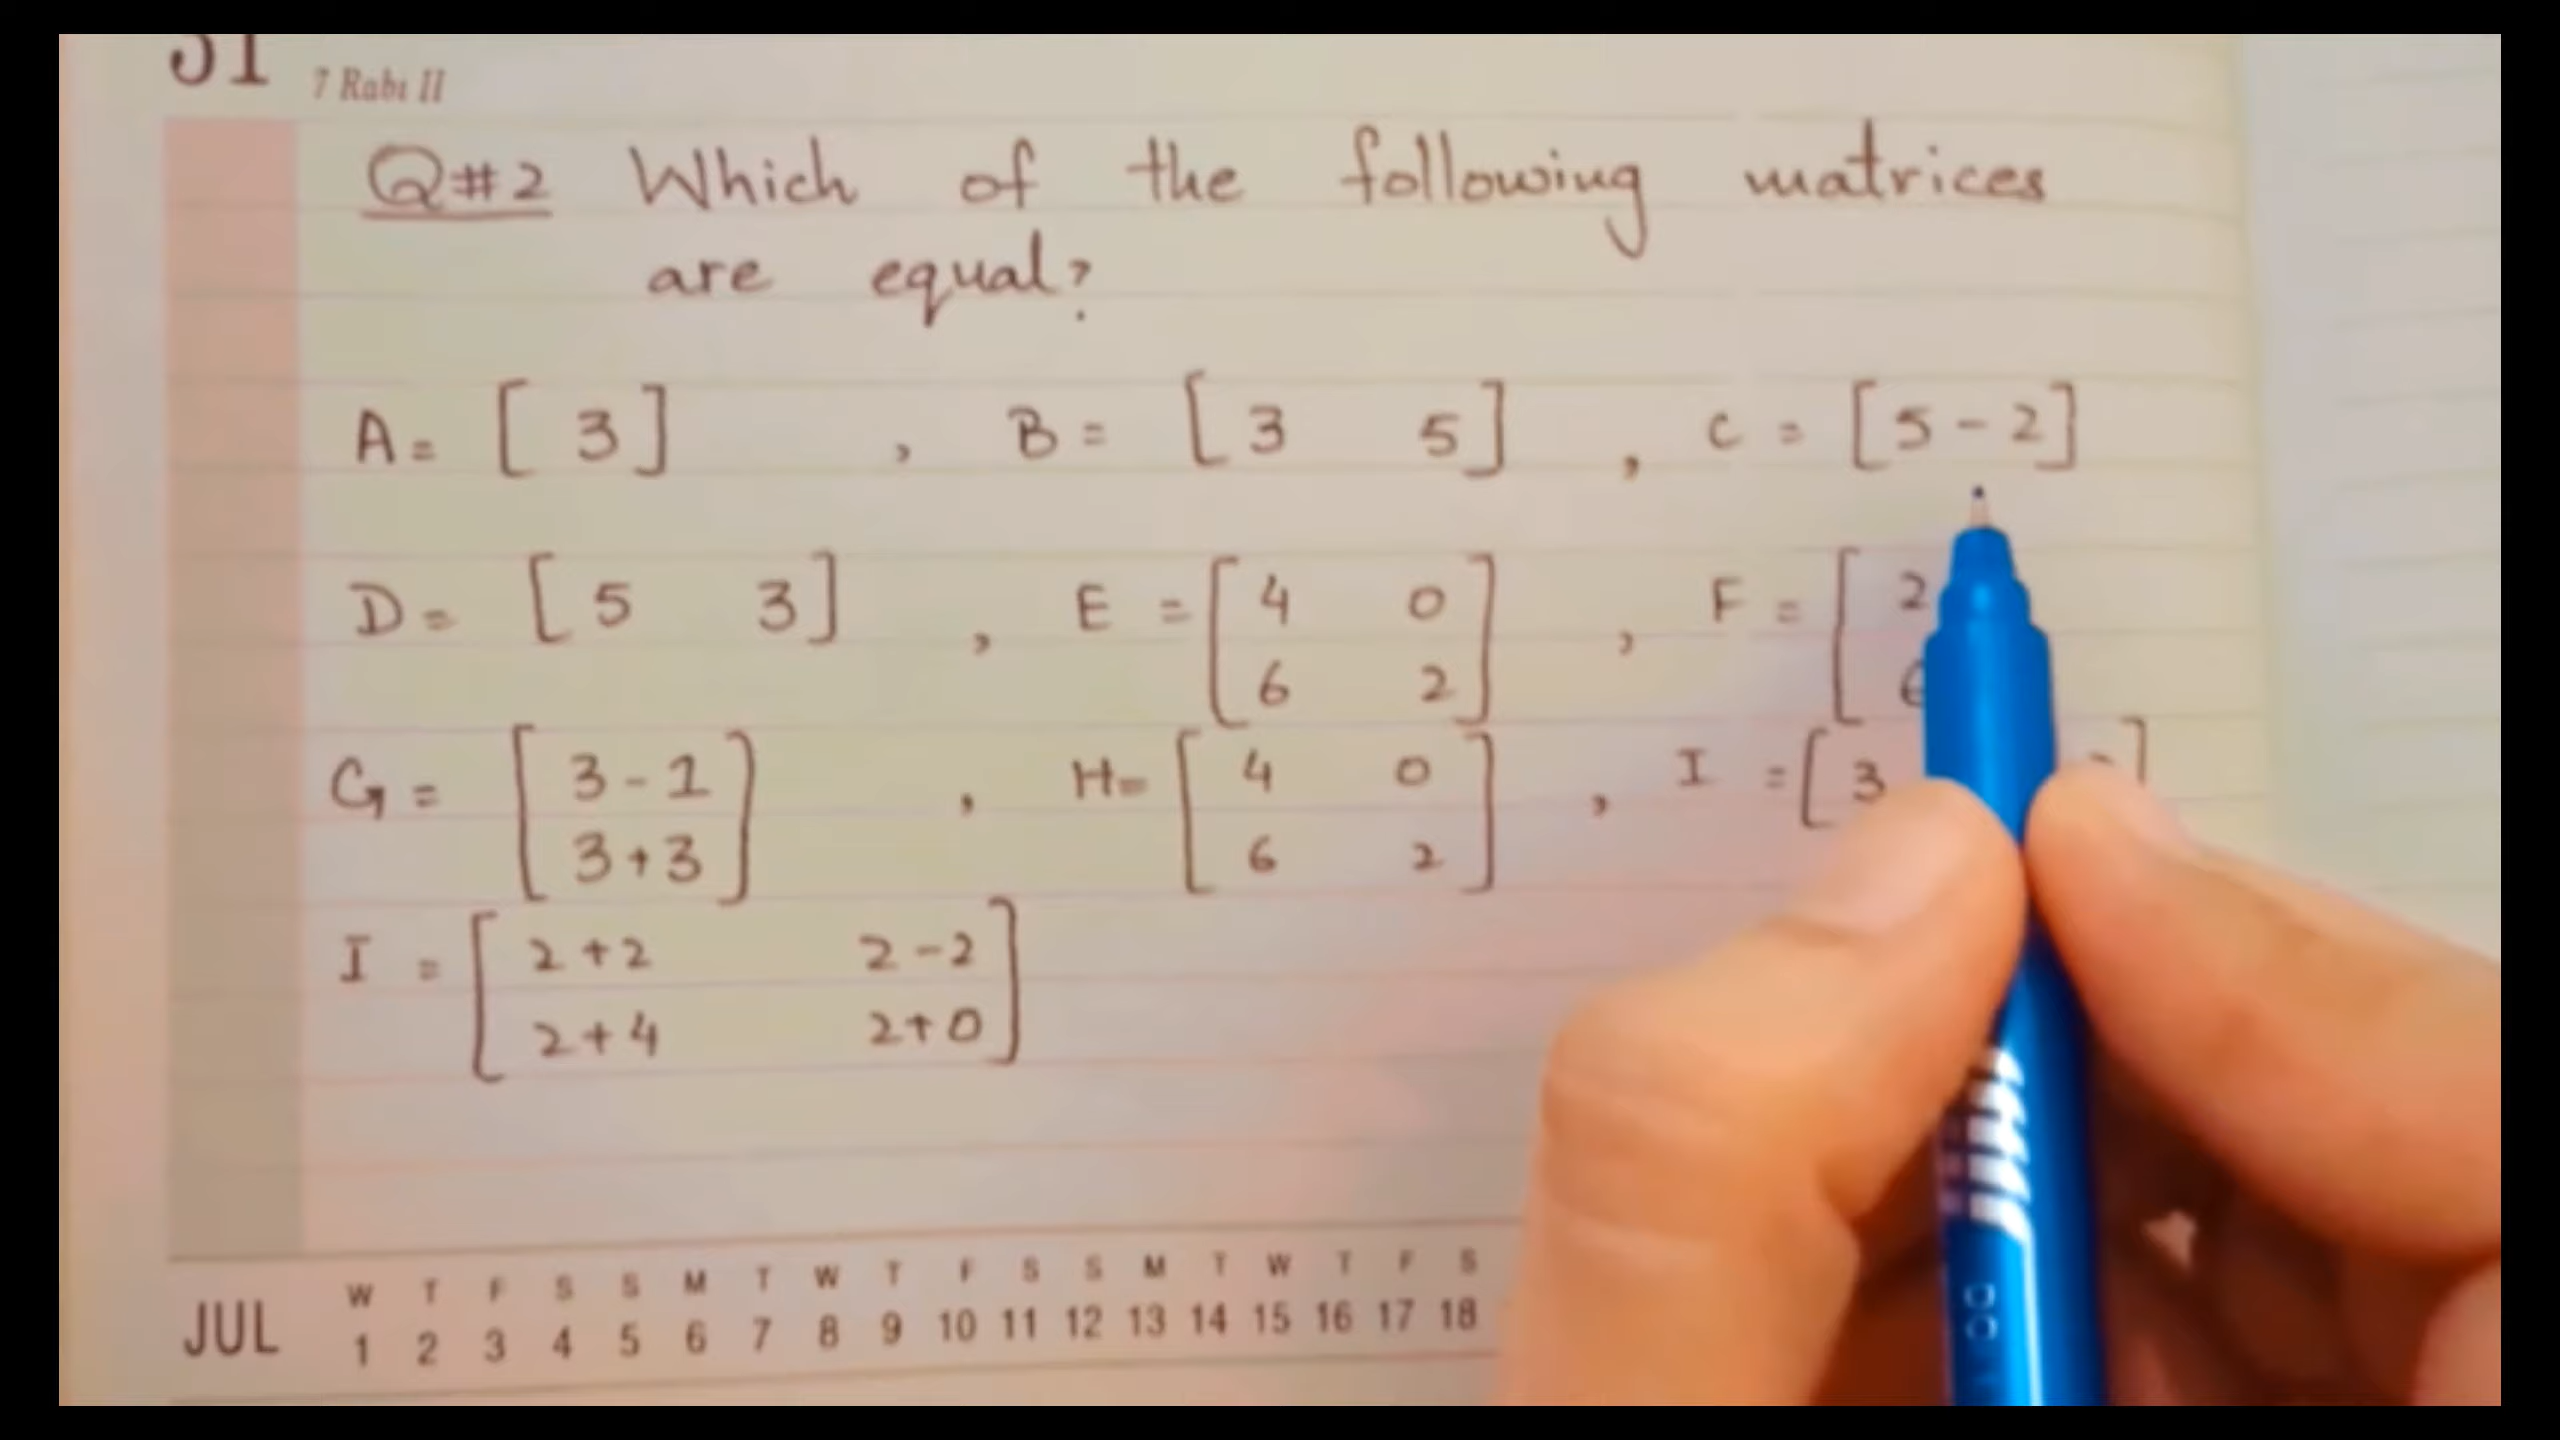 31 7 Rabi II
Q#2 Which of the following matrices
are equal?
A = [ 3 ] , B = [ 3 5 ] , C = [ 5 - 2 ]
D = [ 5 3 ] , E = [ 4 0 , F = [ 2
6 2 ]
G = [ 3 - 1 , H = [ 4 0 , I = [ 3 ]
3 + 3 ] 6 2 ]
I = [ 2 + 2 2 - 2
2 + 4 2 + 0 ]
W T F S S M T W T F S S M T W T F S
JUL 1 2 3 4 5 6 7 8 9 10 11 12 13 14 15 16 17 18